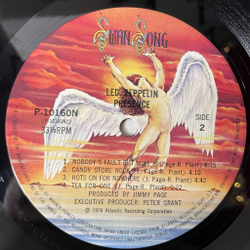 Swan Song
LED ZEPPELIN
PRESENCE
P-10160N
33⅓RPM
SIDE
2
1. NOBODY'S FAULT BUT MINE (J. Page-R. Plant) 6:15
2. CANDY STORE ROCK (J. Page-R. Plant)
3. HOTS ON FOR NOWHERE (J. Page-R. Plant) 4:42
4. TEA FOR ONE (J. Page-R. Plant) 9:27
PRODUCED BY JIMMY PAGE
EXECUTIVE PRODUCER: PETER GRANT
℗ 1976 Atlantic Recording Corporation